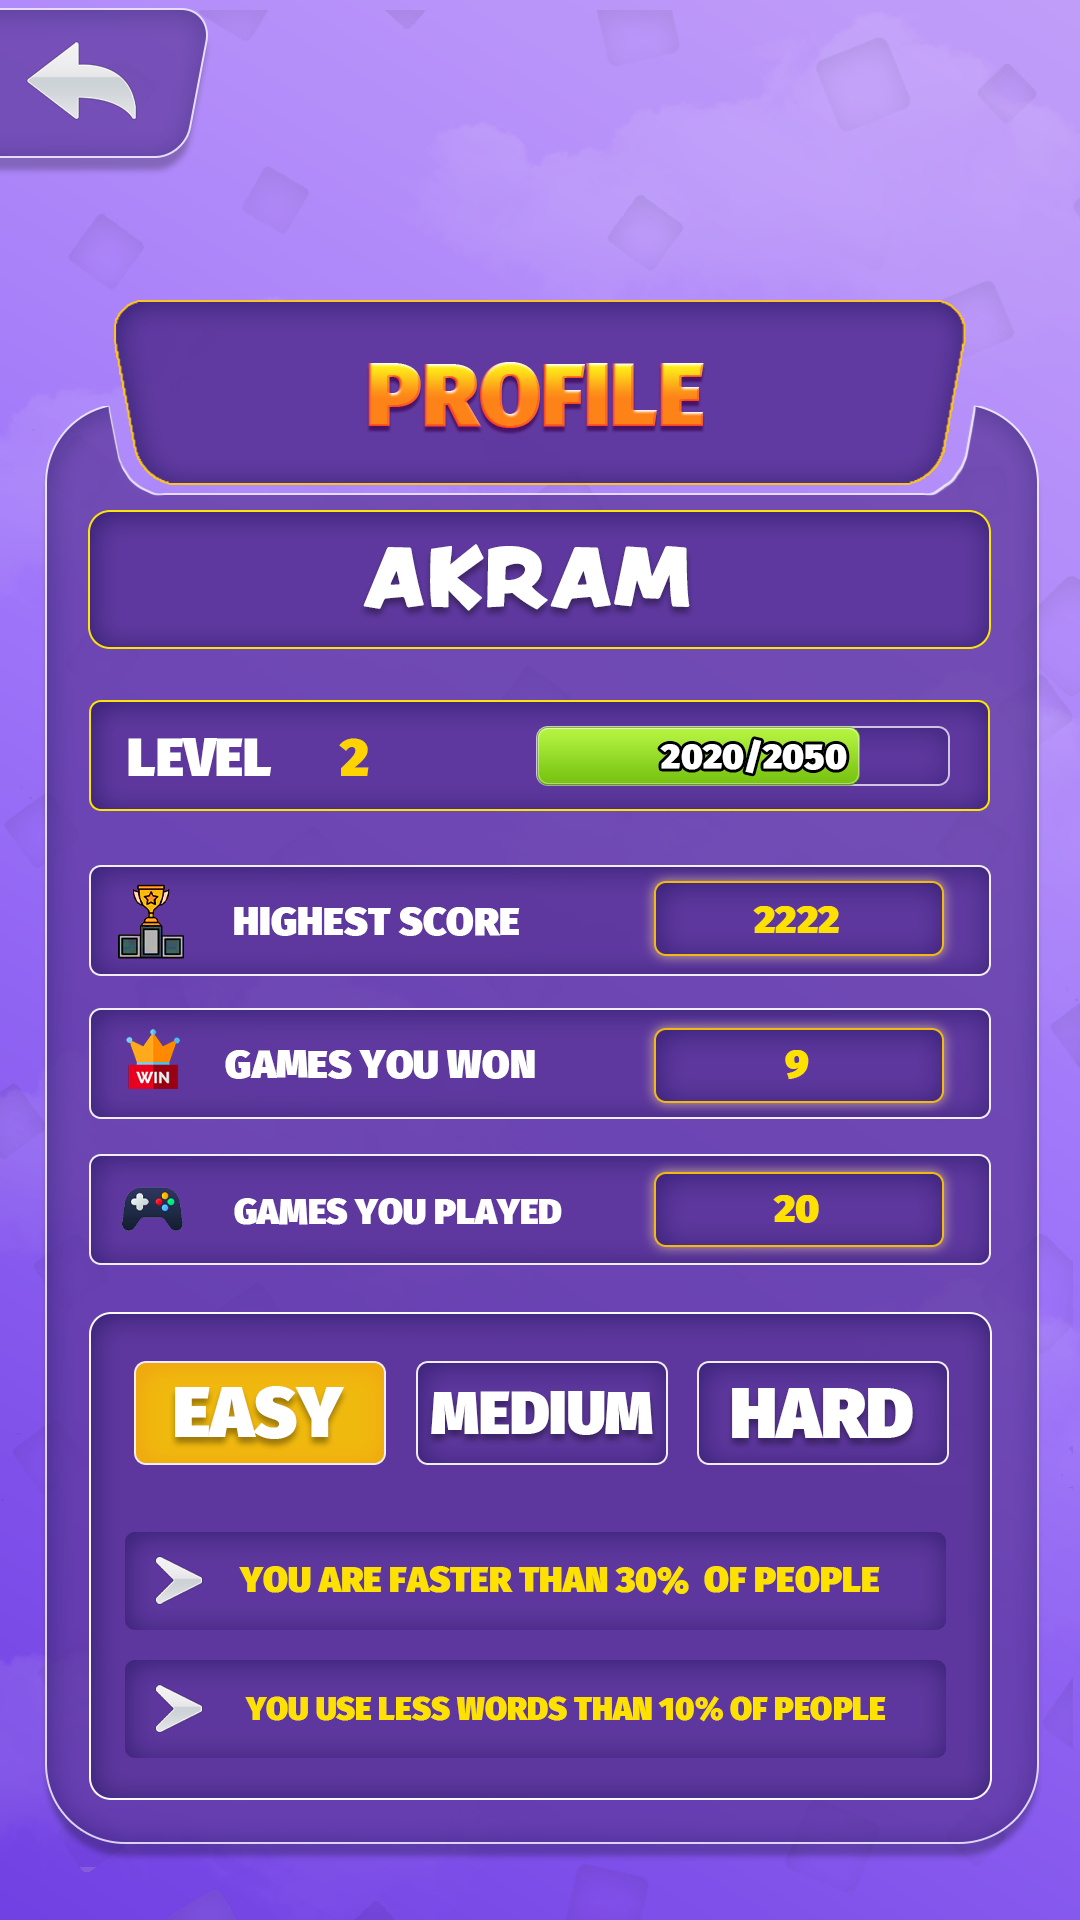 PROFILE
AKRAM
LEVEL 2 2020/2050
HIGHEST SCORE 2222
WIN GAMES YOU WON 9
GAMES YOU PLAYED 20
EASY MEDIUM HARD
YOU ARE FASTER THAN 30% OF PEOPLE
YOU USE LESS WORDS THAN 10% OF PEOPLE